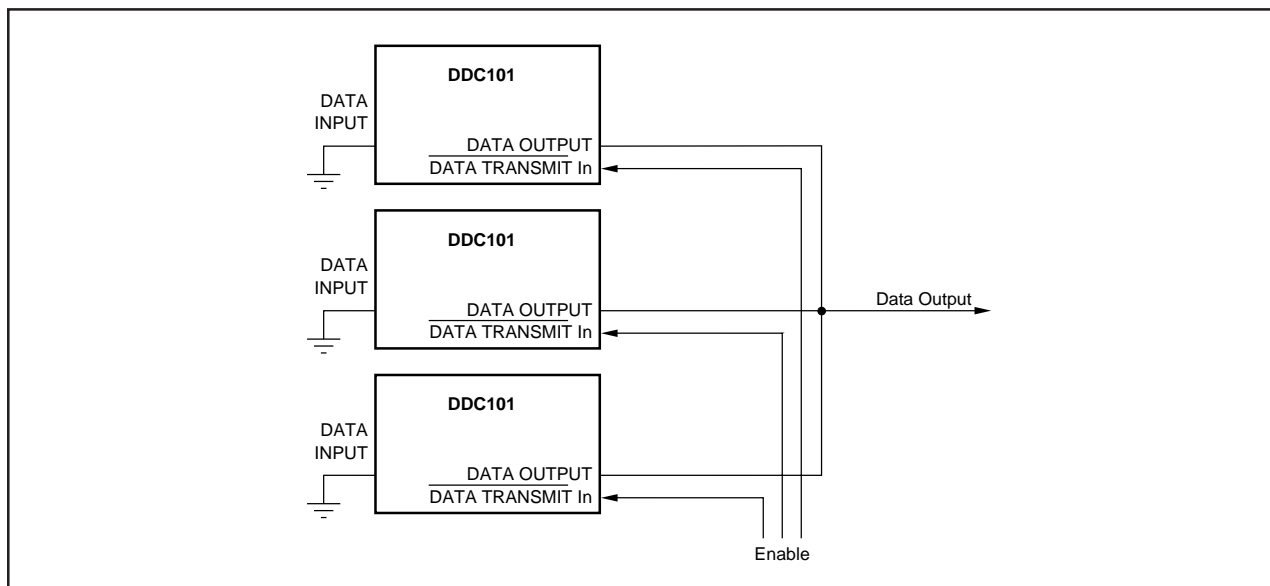 DDC101
DATA
INPUT
DATA OUTPUT
DATA TRANSMIT In
DDC101
DATA
INPUT
DATA OUTPUT
DATA TRANSMIT In
Data Output
DDC101
DATA
INPUT
DATA OUTPUT
DATA TRANSMIT In
Enable